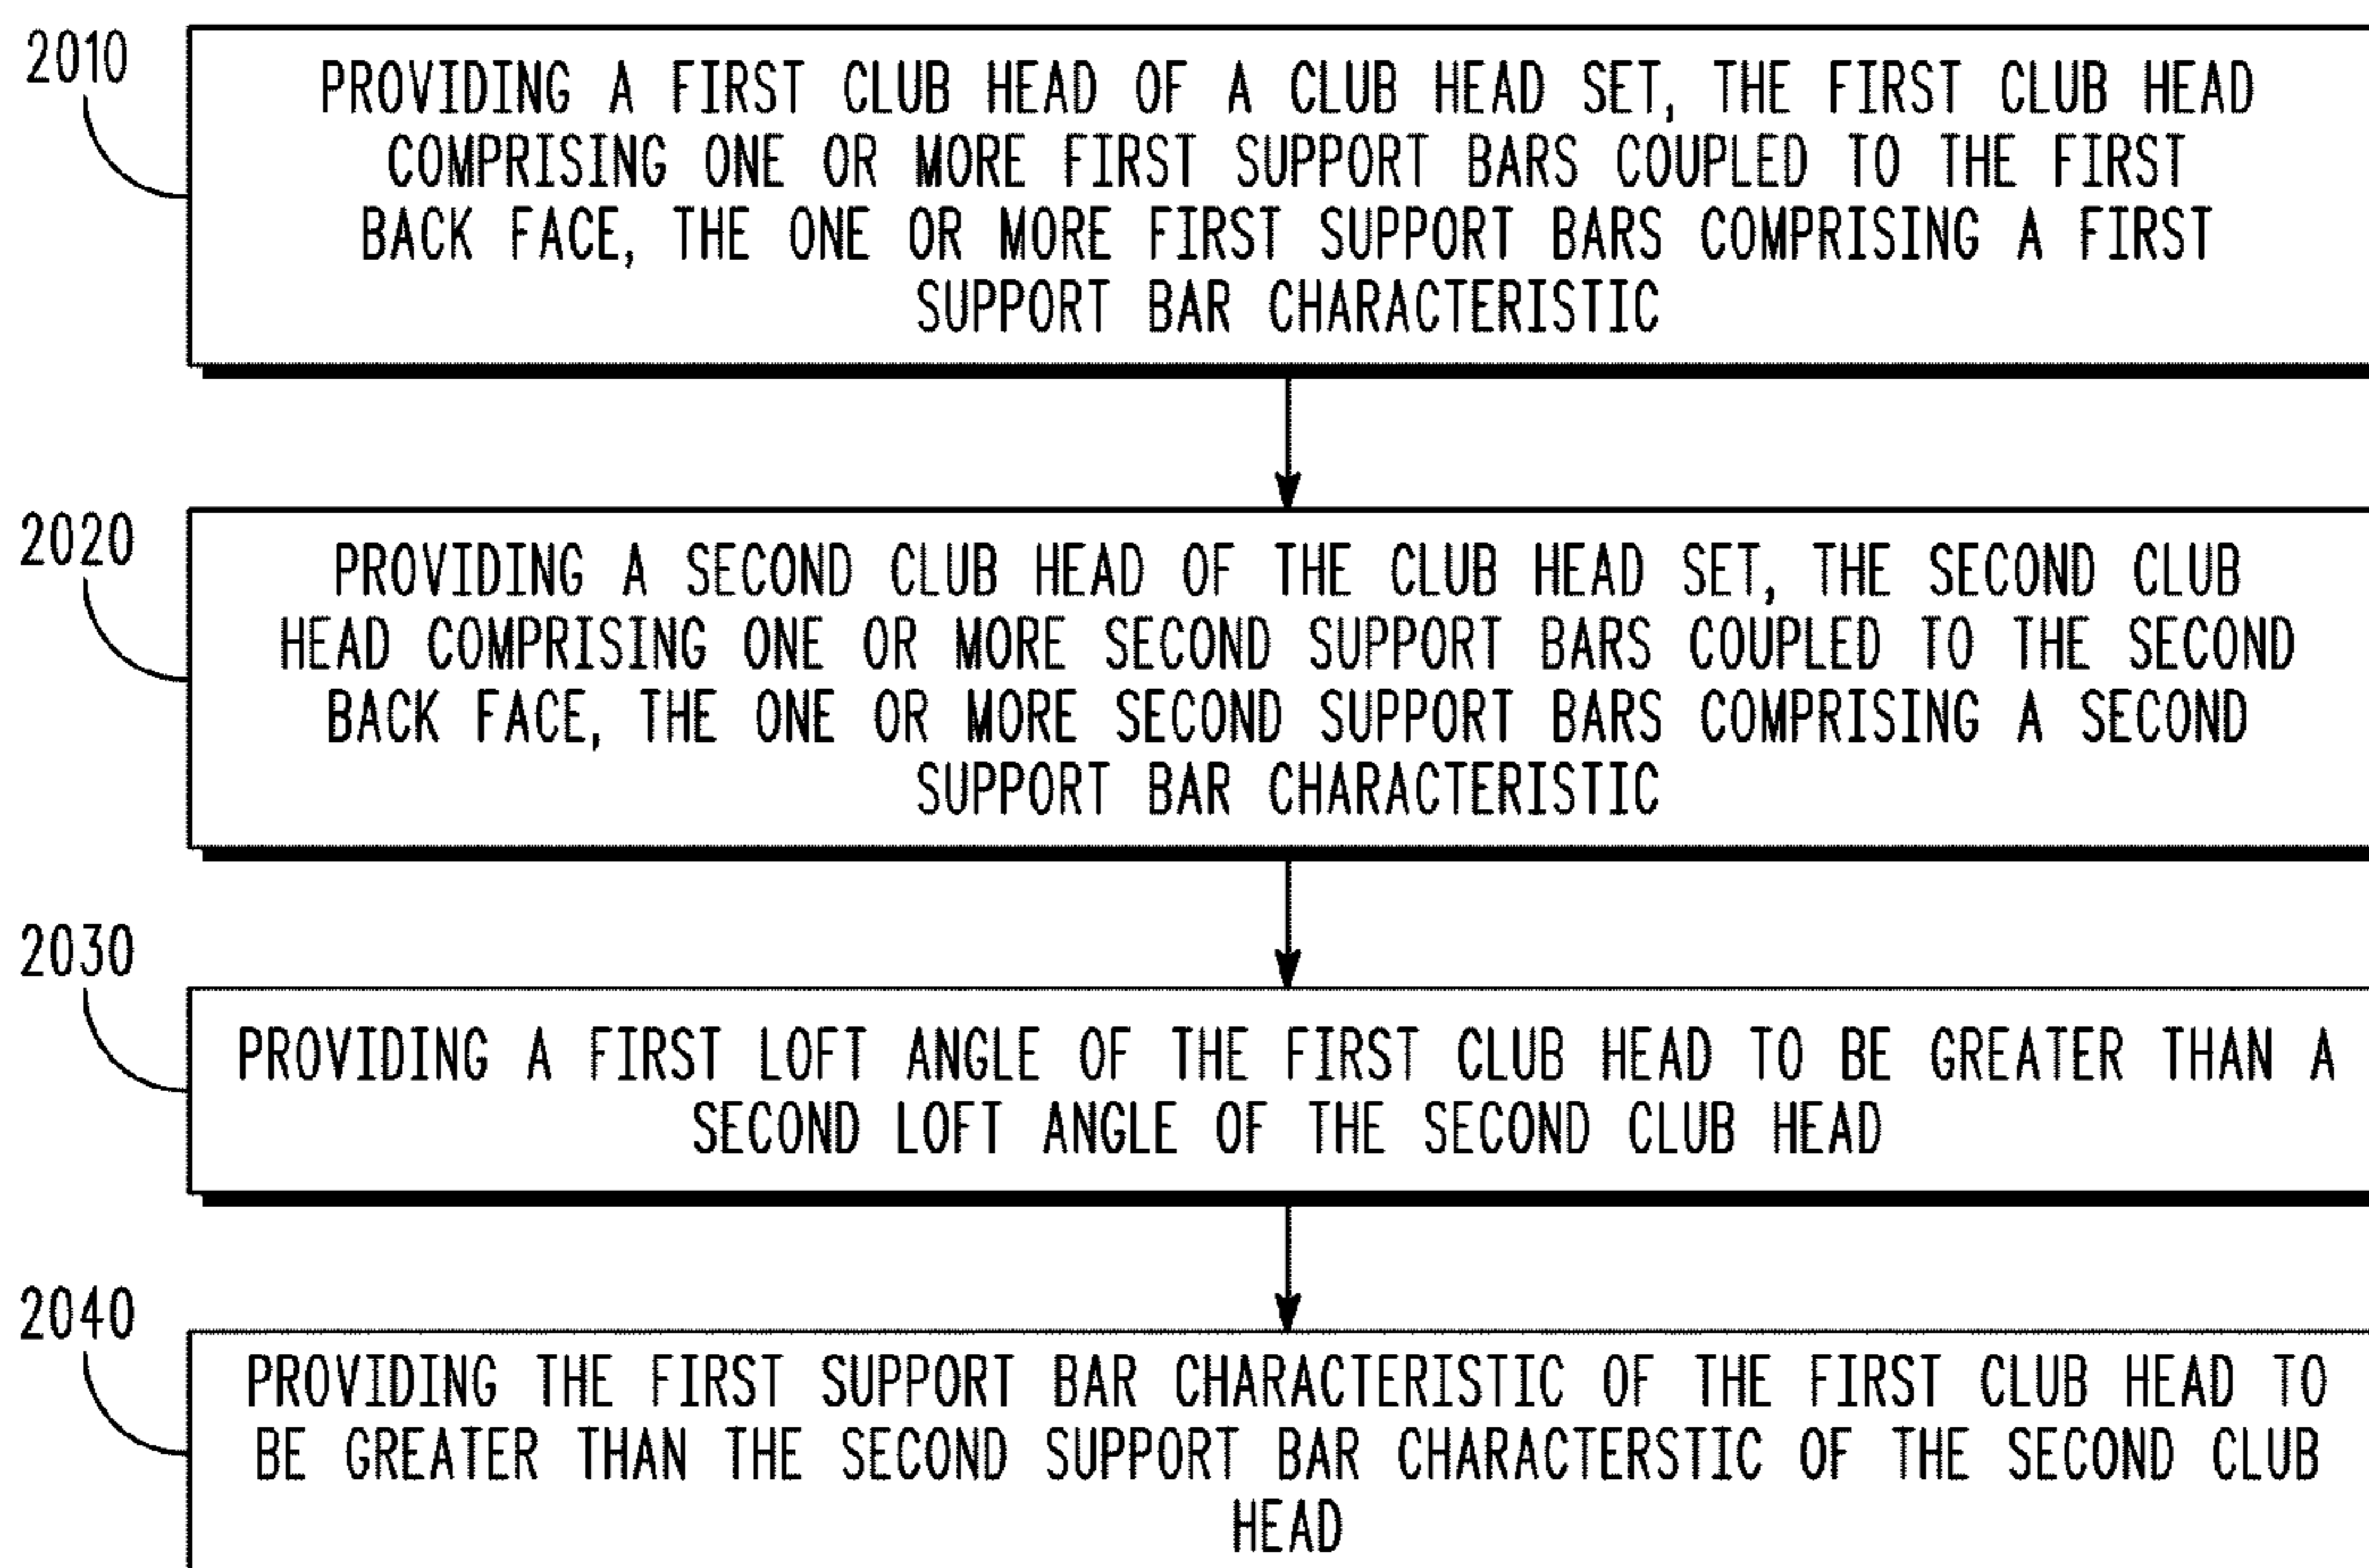 2010
PROVIDING A FIRST CLUB HEAD OF A CLUB HEAD SET, THE FIRST CLUB HEAD
COMPRISING ONE OR MORE FIRST SUPPORT BARS COUPLED TO THE FIRST
BACK FACE, THE ONE OR MORE FIRST SUPPORT BARS COMPRISING A FIRST
SUPPORT BAR CHARACTERISTIC
2020
PROVIDING A SECOND CLUB HEAD OF THE CLUB HEAD SET, THE SECOND CLUB
HEAD COMPRISING ONE OR MORE SECOND SUPPORT BARS COUPLED TO THE SECOND
BACK FACE, THE ONE OR MORE SECOND SUPPORT BARS COMPRISING A SECOND
SUPPORT BAR CHARACTERISTIC
2030
PROVIDING A FIRST LOFT ANGLE OF THE FIRST CLUB HEAD TO BE GREATER THAN A
SECOND LOFT ANGLE OF THE SECOND CLUB HEAD
2040
PROVIDING THE FIRST SUPPORT BAR CHARACTERISTIC OF THE FIRST CLUB HEAD TO
BE GREATER THAN THE SECOND SUPPORT BAR CHARACTERSTIC OF THE SECOND CLUB
HEAD